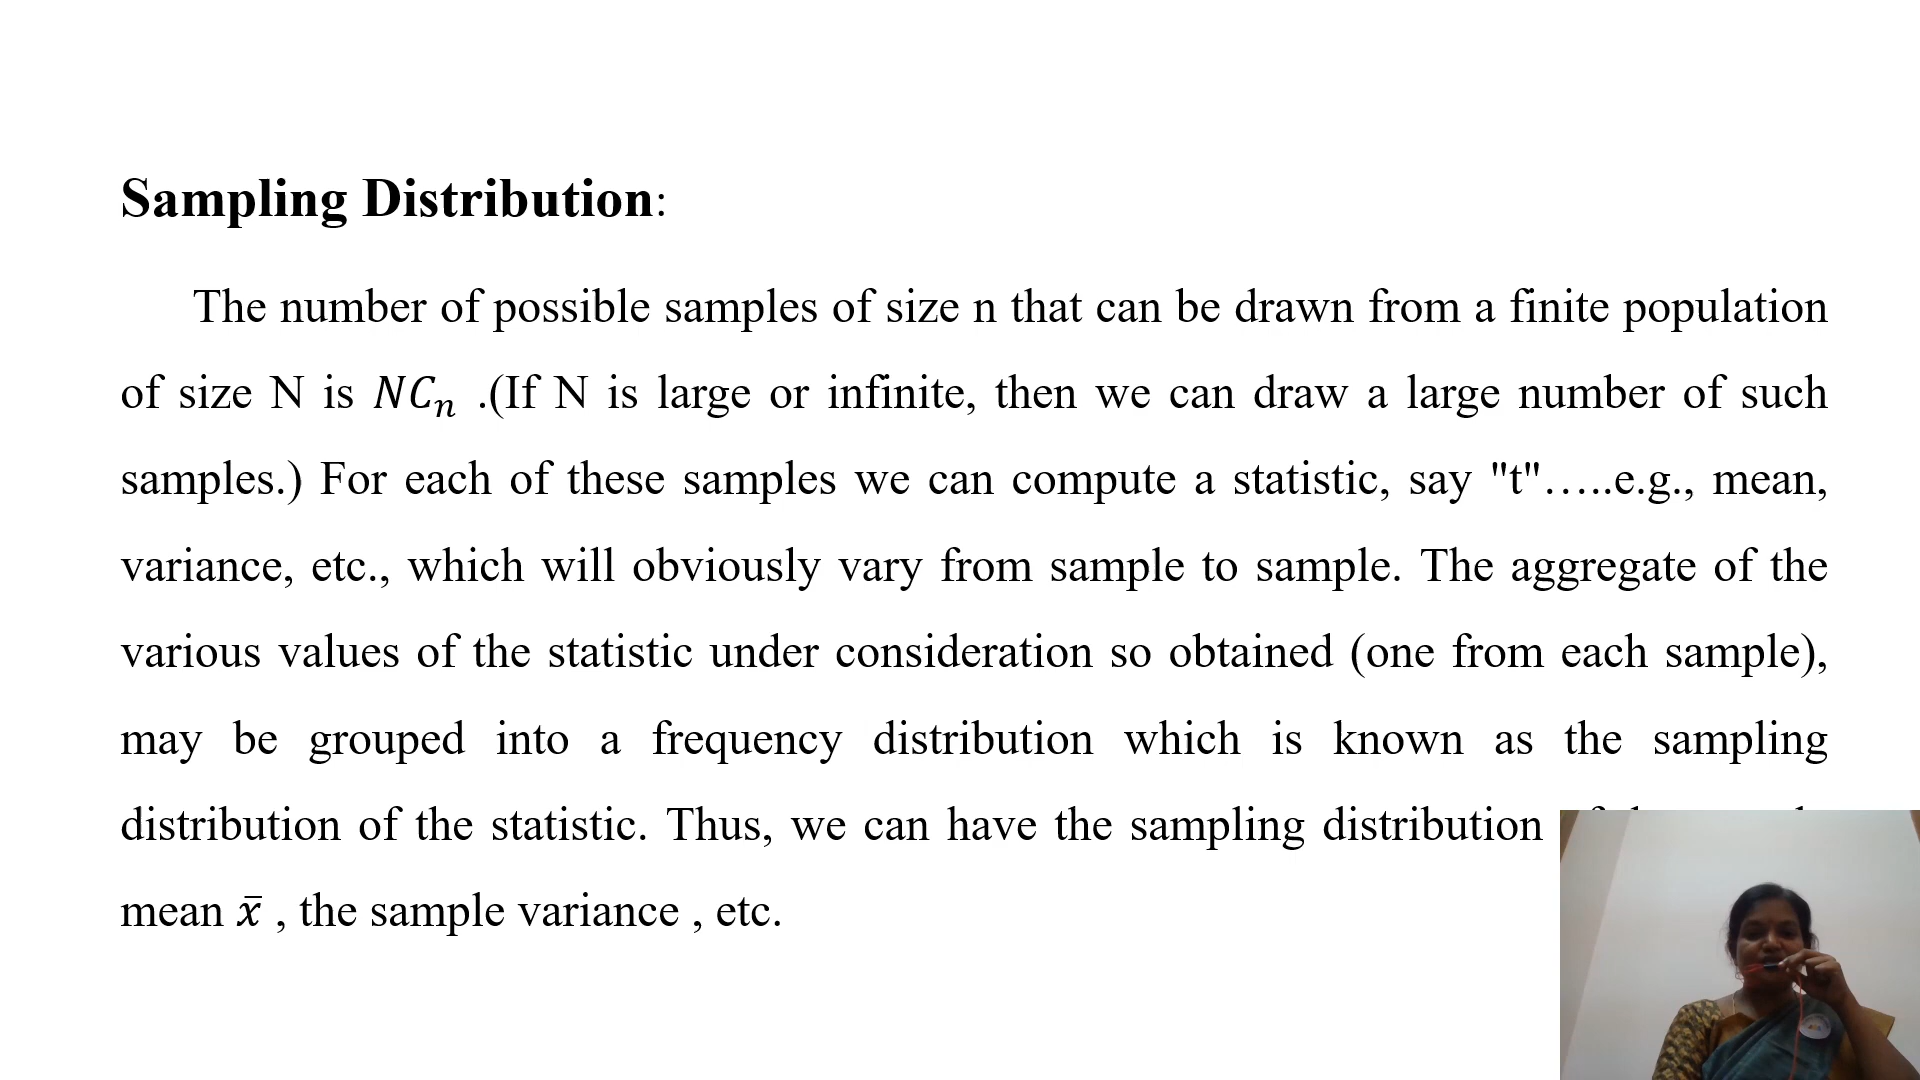 Sampling Distribution:
The number of possible samples of size n that can be drawn from a finite population
of size N is 𝑁𝐶ₙ .(If N is large or infinite, then we can draw a large number of such
samples.) For each of these samples we can compute a statistic, say "t"…..e.g., mean,
variance, etc., which will obviously vary from sample to sample. The aggregate of the
various values of the statistic under consideration so obtained (one from each sample),
may be grouped into a frequency distribution which is known as the sampling
distribution of the statistic. Thus, we can have the sampling distribution
mean x̄ , the sample variance , etc.